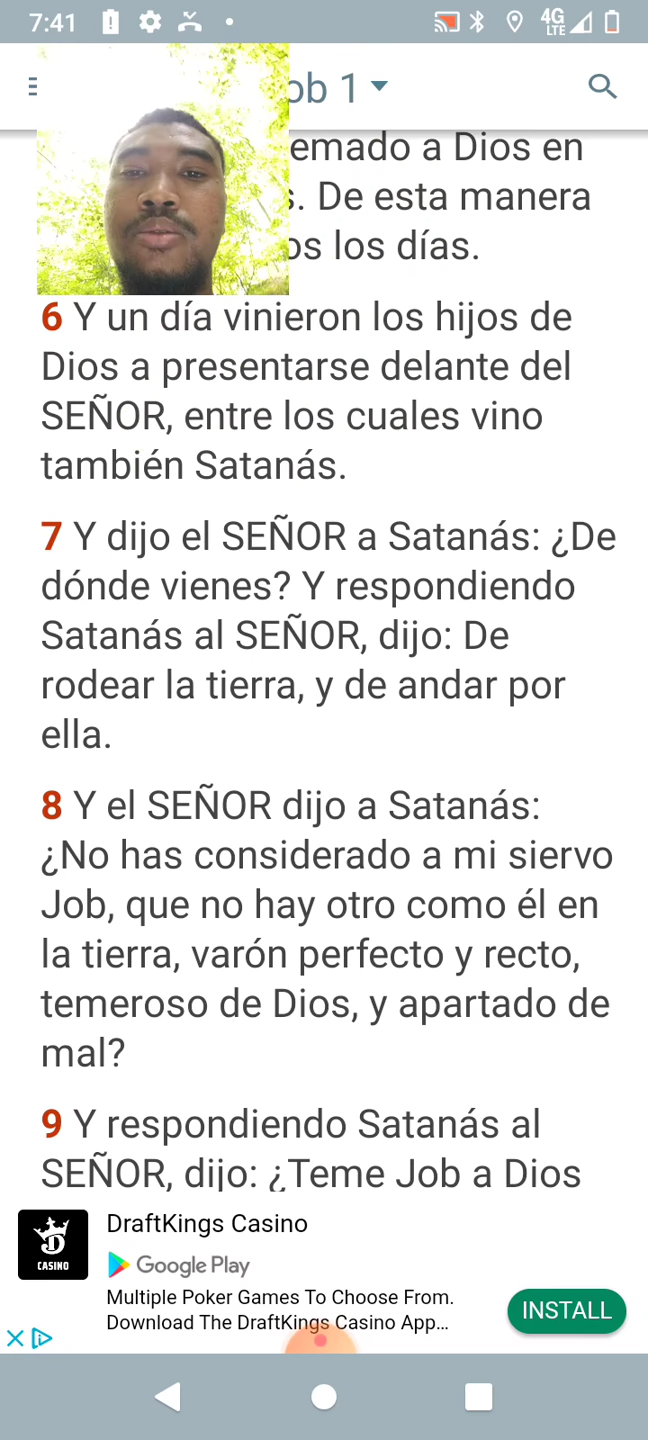 7:41
4G
LTE
ob 1
emado a Dios en
s. De esta manera
os los días.
6 Y un día vinieron los hijos de
Dios a presentarse delante del
SEÑOR, entre los cuales vino
también Satanás.
7 Y dijo el SEÑOR a Satanás: ¿De
dónde vienes? Y respondiendo
Satanás al SEÑOR, dijo: De
rodear la tierra, y de andar por
ella.
8 Y el SEÑOR dijo a Satanás:
¿No has considerado a mi siervo
Job, que no hay otro como él en
la tierra, varón perfecto y recto,
temeroso de Dios, y apartado de
mal?
9 Y respondiendo Satanás al
SEÑOR, dijo: ¿Teme Job a Dios
DraftKings Casino
CASINO
Google Play
Multiple Poker Games To Choose From.
Download The DraftKings Casino App...
INSTALL